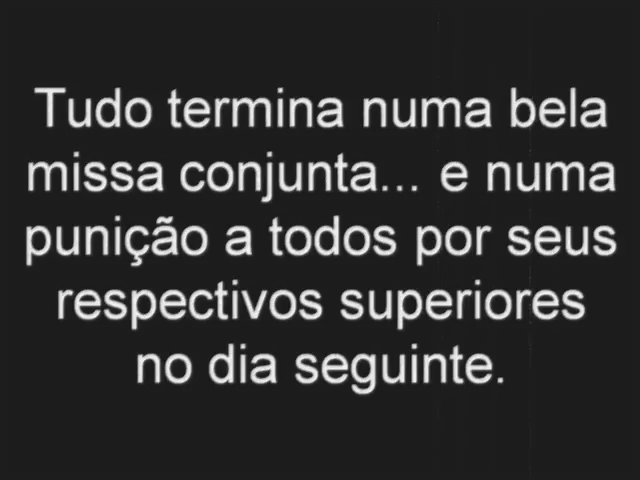 Tudo termina numa bela
missa conjunta... e numa
punição a todos por seus
respectivos superiores
no dia seguinte.